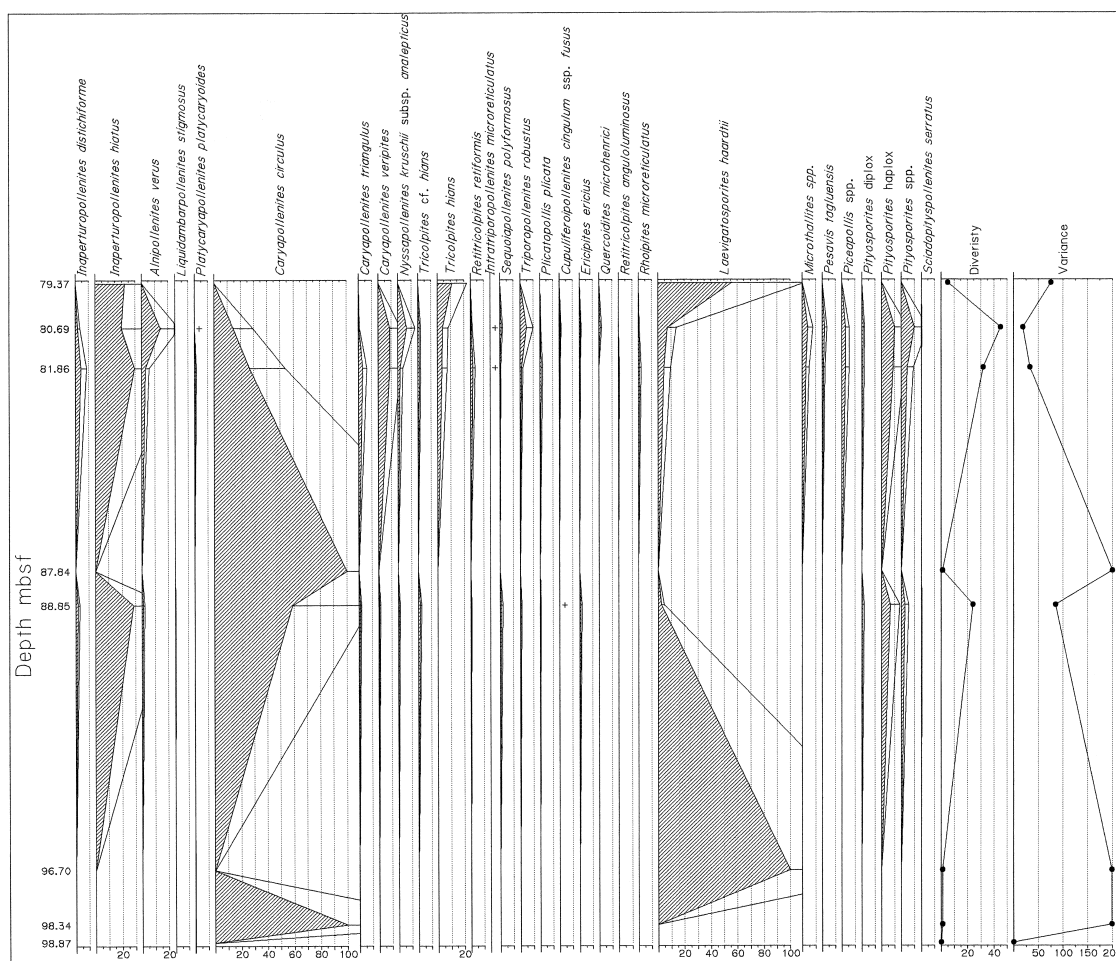 Inaperturopollenites distichiforme
Inaperturopollenites hiatus
Alnipollenites verus
Liquidambarpollenites stigmosus
Platycaryapollenites platycaryoides
Caryapollenites circulus
Caryapollenites triangulus
Caryapollenites veripites
Nyssapollenites kruschii subsp. analepticus
Tricolpites cf. hians
Tricolpites hians
Retitricolpites retiformis
Intratriporopollenites microreticulatus
Sequoiapollenites polyformosus
Triporopollenites robustus
Plicatopollis plicata
Cupuliferoipollenites cingulum ssp. fusus
Ericipites ericius
Quercoidites microhenrici
Retitricolpites anguloluminosus
Rhoipites microreticulatus
Laevigatosporites haardtii
Microthallites spp.
Pesavis tagluensis
Piceapollis spp.
Pityosporites diplox
Pityosporites haplox
Pityosporites spp.
Sciadopityspollenites serratus
Diveristy
Variance
Depth mbsf
79.37
80.69
+
+
81.86
+
87.84
88.85
+
96.70
98.34
98.87
20
20
20 40 60 80 100
20
20 40 60 80 100
20 40
50 100 150 20